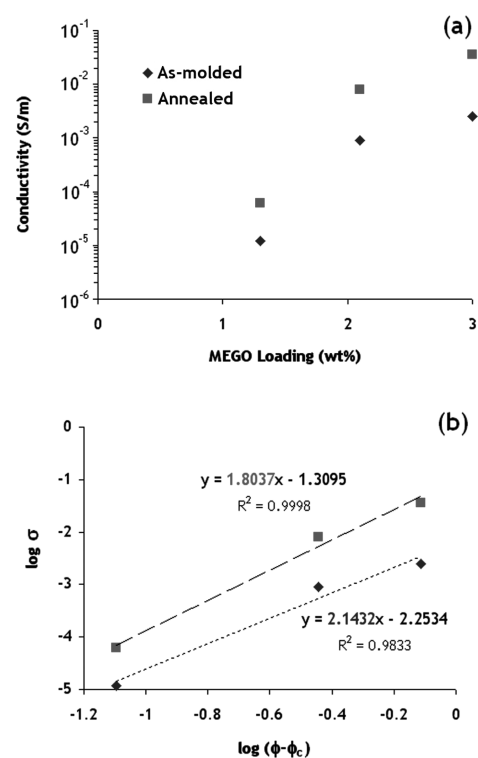 (a)
10⁻¹
10⁻²
10⁻³
10⁻⁴
10⁻⁵
10⁻⁶
Conductivity (S/m)
As-molded
Annealed
0 1 2 3
MEGO Loading (wt%)
(b)
0
-1
-2
-3
-4
-5
log σ
y = 1.8037x - 1.3095
R² = 0.9998
y = 2.1432x - 2.2534
R² = 0.9833
-1.2 -1 -0.8 -0.6 -0.4 -0.2 0
log (ϕ-ϕc)